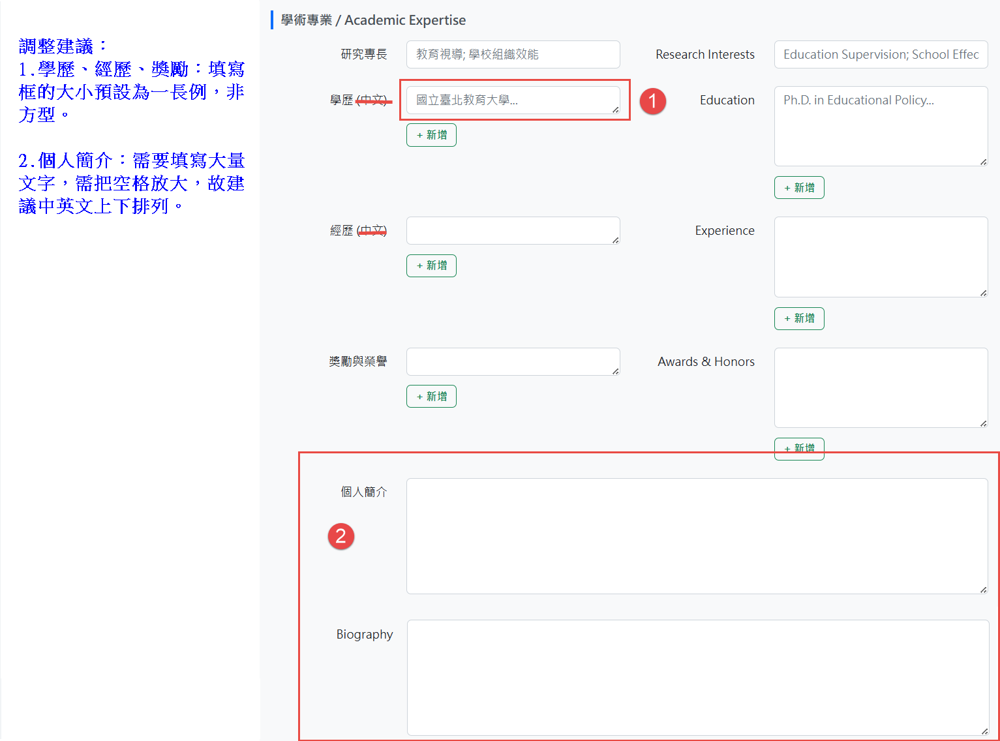 學術專業 / Academic Expertise
調整建議：
1.學歷、經歷、獎勵：填寫
框的大小預設為一長例，非
方型。
2.個人簡介：需要填寫大量
文字，需把空格放大，故建
議中英文上下排列。
研究專長
教育視導; 學校組織效能
Research Interests
Education Supervision; School Effec
學歷 (中文)
國立臺北教育大學...
1
Education
Ph.D. in Educational Policy...
+ 新增
+ 新增
經歷 (中文)
Experience
+ 新增
+ 新增
獎勵與榮譽
Awards & Honors
+ 新增
+ 新增
個人簡介
2
Biography